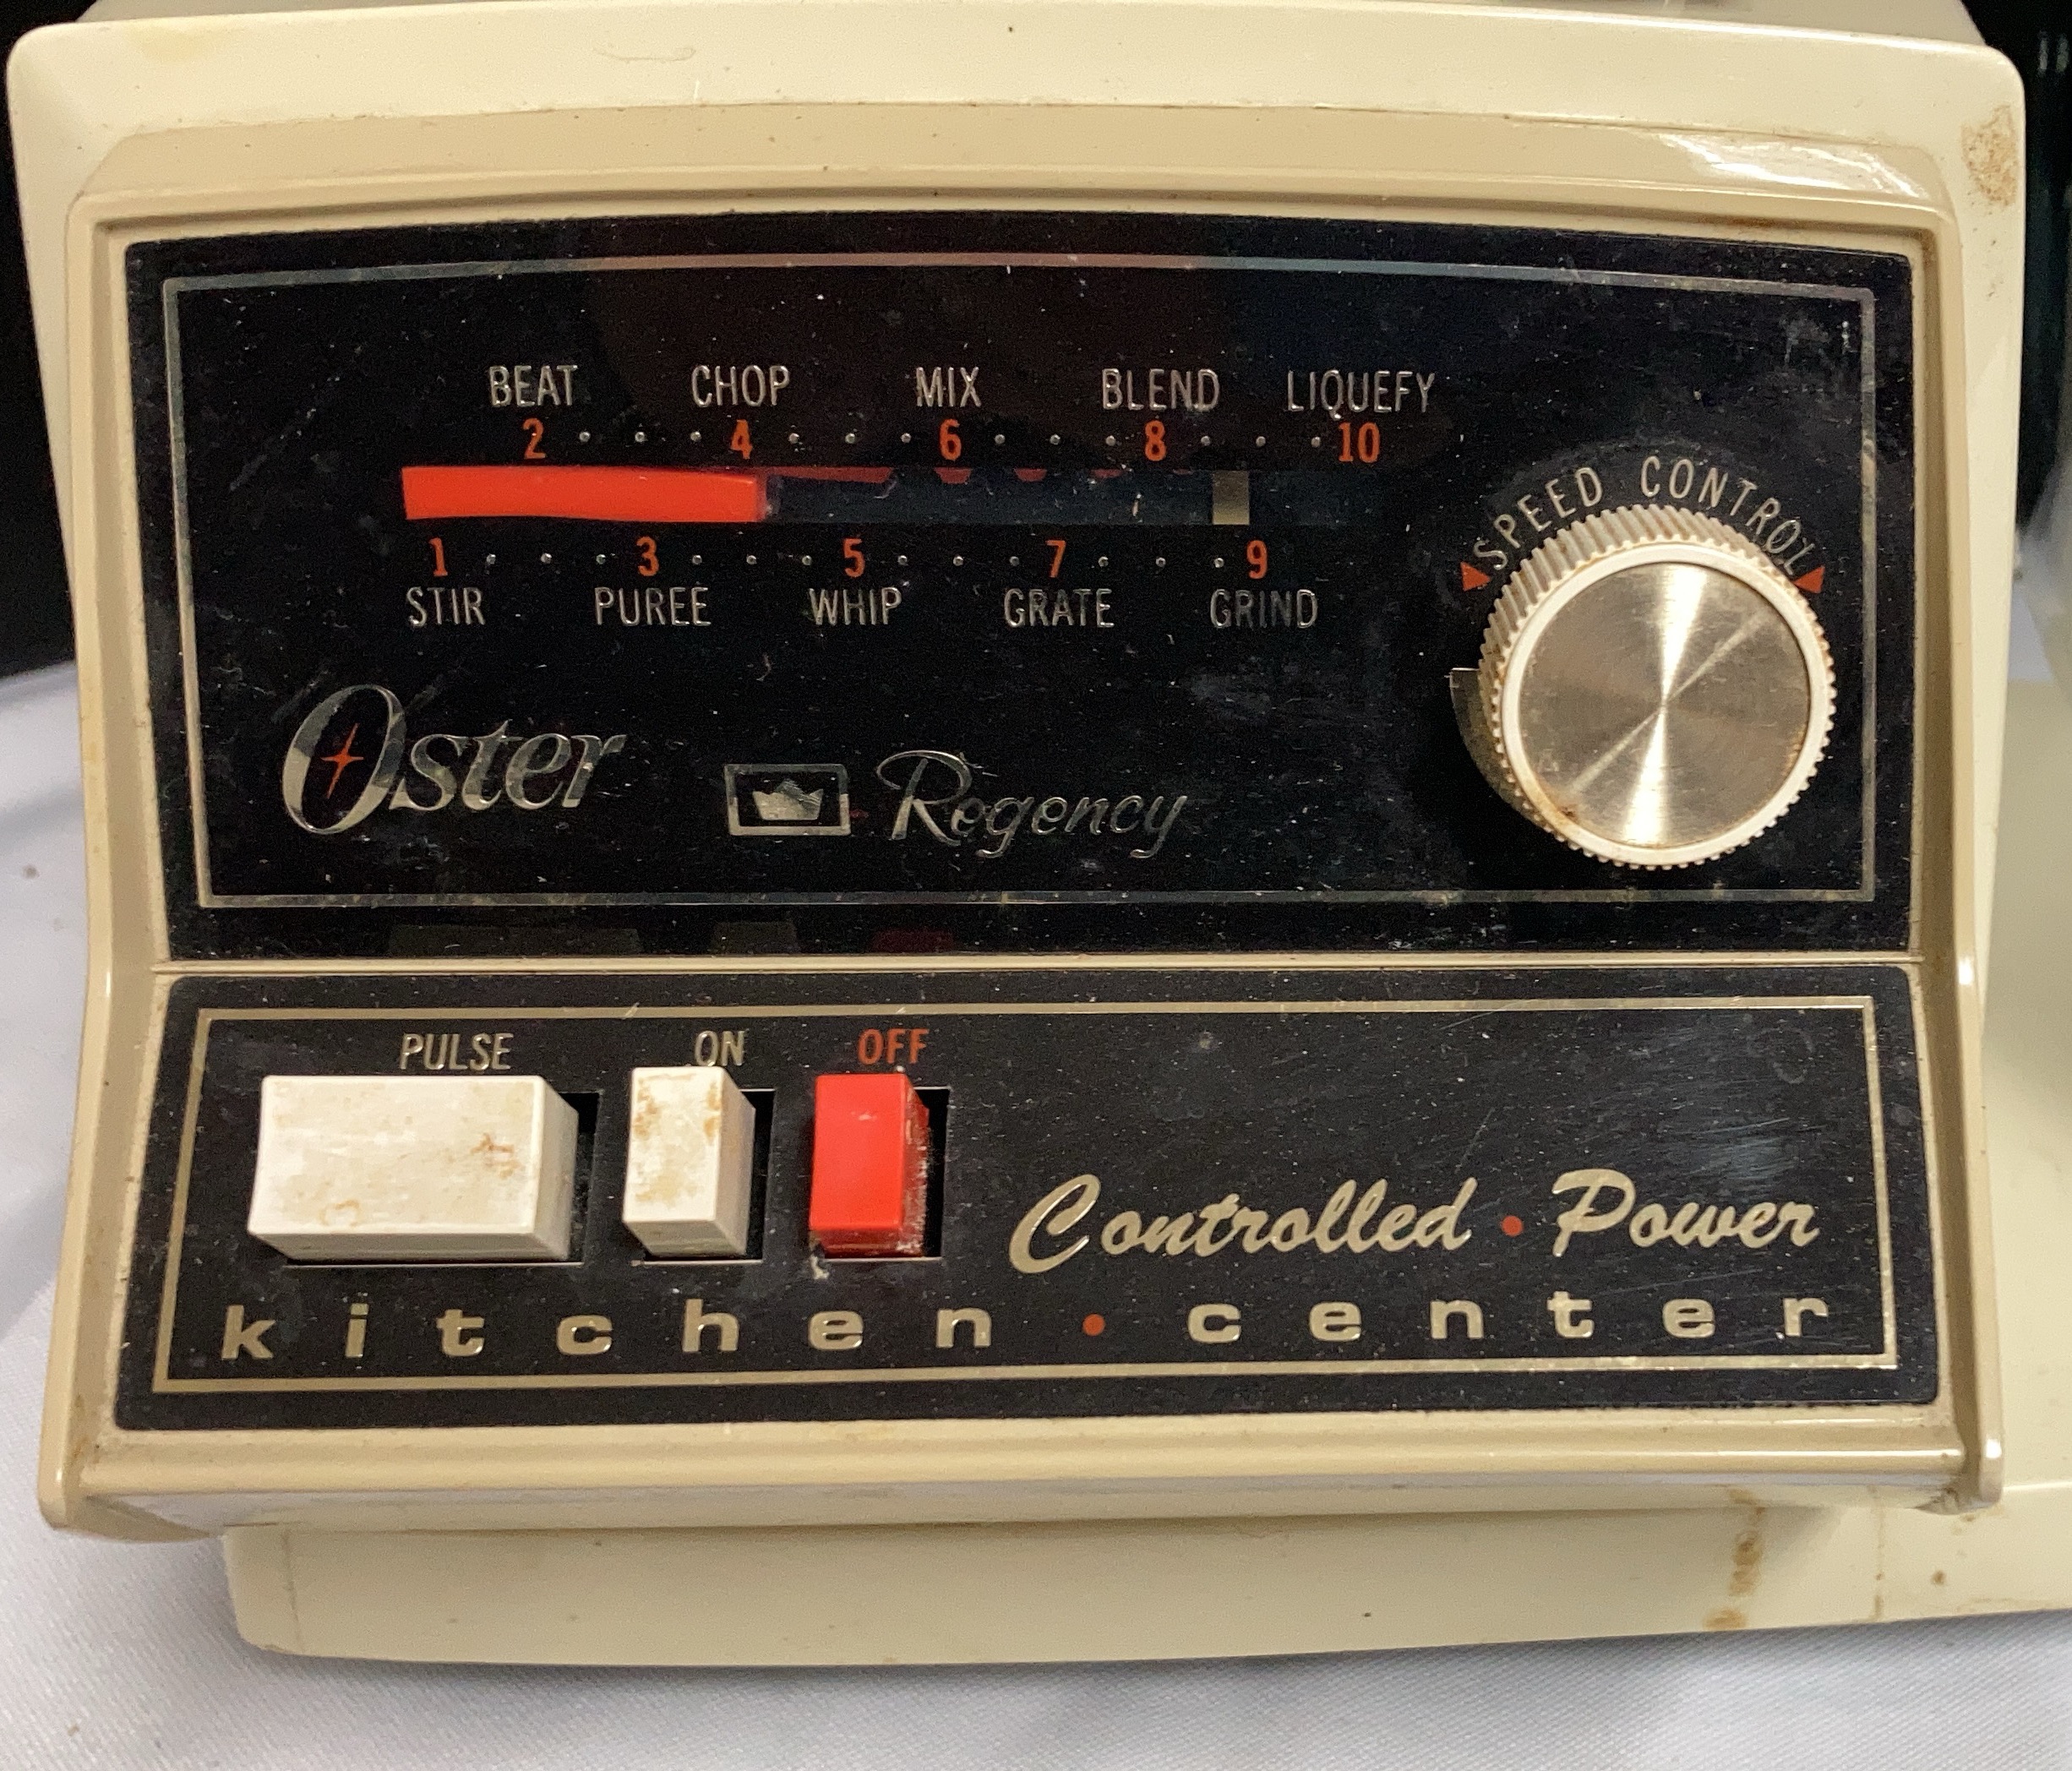 BEAT CHOP MIX BLEND LIQUEFY
2 4 6 8 10
1 3 5 7 9
STIR PUREE WHIP GRATE GRIND
SPEED CONTROL
Oster Regency
PULSE ON OFF
Controlled • Power
kitchen • center